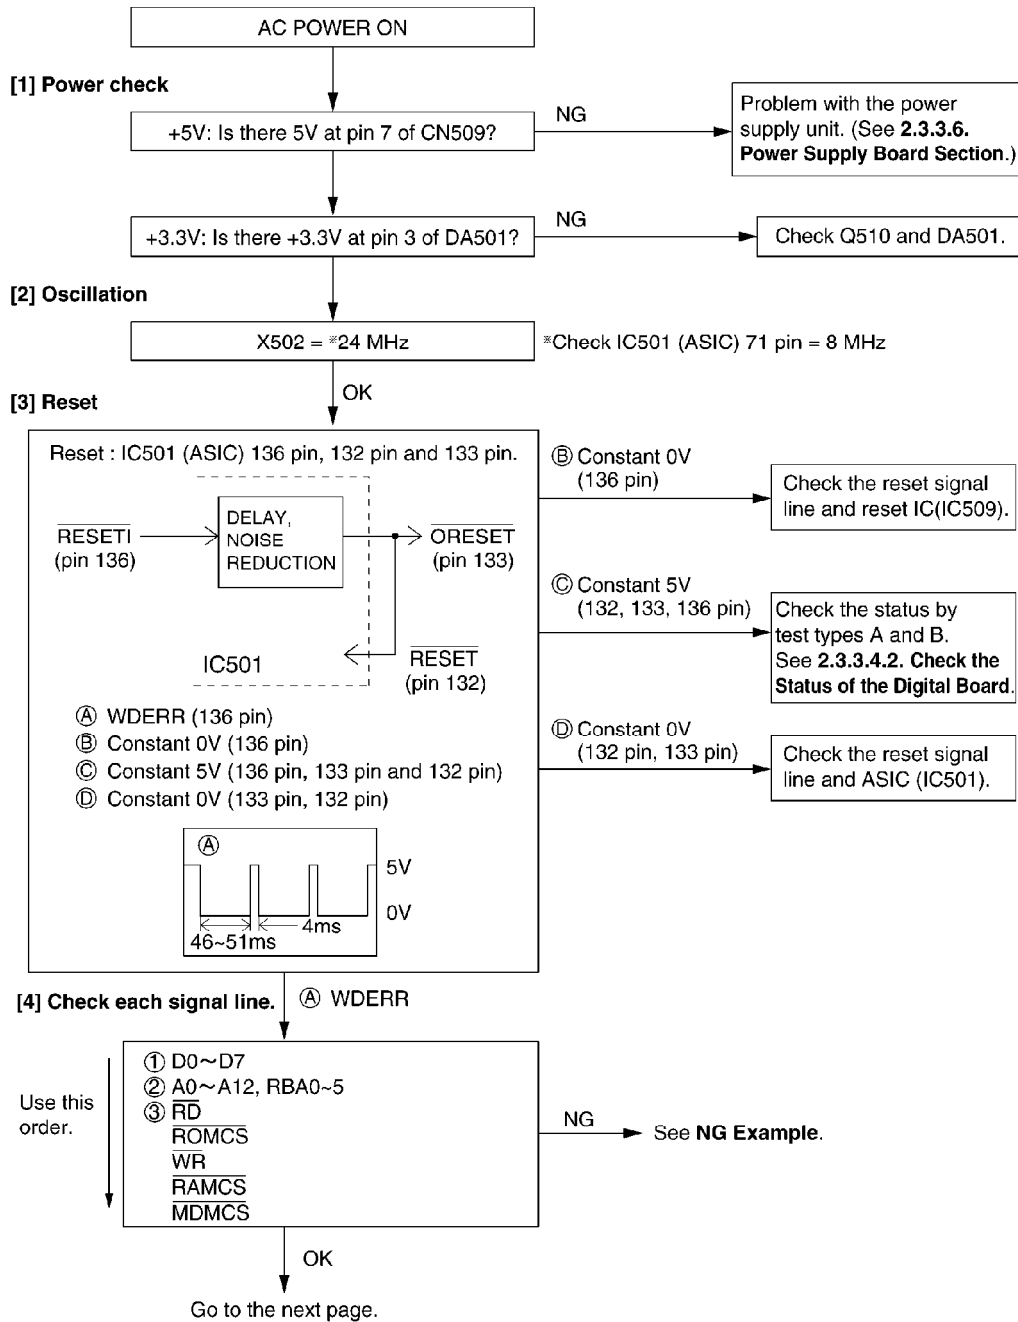 AC POWER ON
[1] Power check
+5V: Is there 5V at pin 7 of CN509?
NG
Problem with the power
supply unit. (See 2.3.3.6.
Power Supply Board Section.)
+3.3V: Is there +3.3V at pin 3 of DA501?
NG
Check Q510 and DA501.
[2] Oscillation
X502 = ※24 MHz
※Check IC501 (ASIC) 71 pin = 8 MHz
OK
[3] Reset
Reset : IC501 (ASIC) 136 pin, 132 pin and 133 pin.
RESETI
(pin 136)
DELAY,
NOISE
REDUCTION
ORESET
(pin 133)
IC501
RESET
(pin 132)
Ⓐ WDERR (136 pin)
Ⓑ Constant 0V (136 pin)
Ⓒ Constant 5V (136 pin, 133 pin and 132 pin)
Ⓓ Constant 0V (133 pin, 132 pin)
Ⓐ
5V
0V
4ms
46~51ms
Ⓑ Constant 0V
(136 pin)
Check the reset signal
line and reset IC(IC509).
Ⓒ Constant 5V
(132, 133, 136 pin)
Check the status by
test types A and B.
See 2.3.3.4.2. Check the
Status of the Digital Board.
Ⓓ Constant 0V
(132 pin, 133 pin)
Check the reset signal
line and ASIC (IC501).
[4] Check each signal line.
Ⓐ WDERR
Use this
order.
① D0～D7
② A0～A12, RBA0~5
③ RD
ROMCS
WR
RAMCS
MDMCS
NG
See NG Example.
OK
Go to the next page.